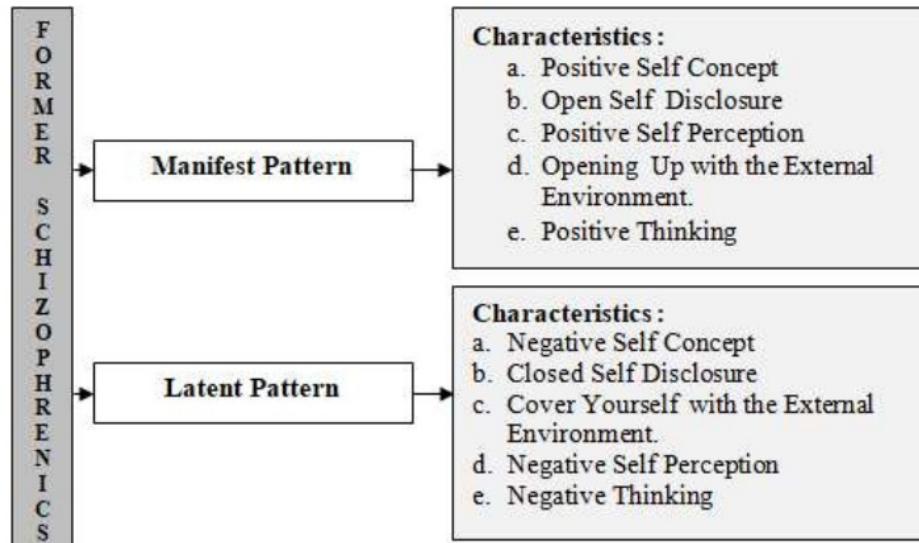 FORMER SCHIZOPHRENICS
Manifest Pattern
Characteristics :
a. Positive Self Concept
b. Open Self Disclosure
c. Positive Self Perception
d. Opening Up with the External
Environment.
e. Positive Thinking
Latent Pattern
Characteristics :
a. Negative Self Concept
b. Closed Self Disclosure
c. Cover Yourself with the External
Environment.
d. Negative Self Perception
e. Negative Thinking